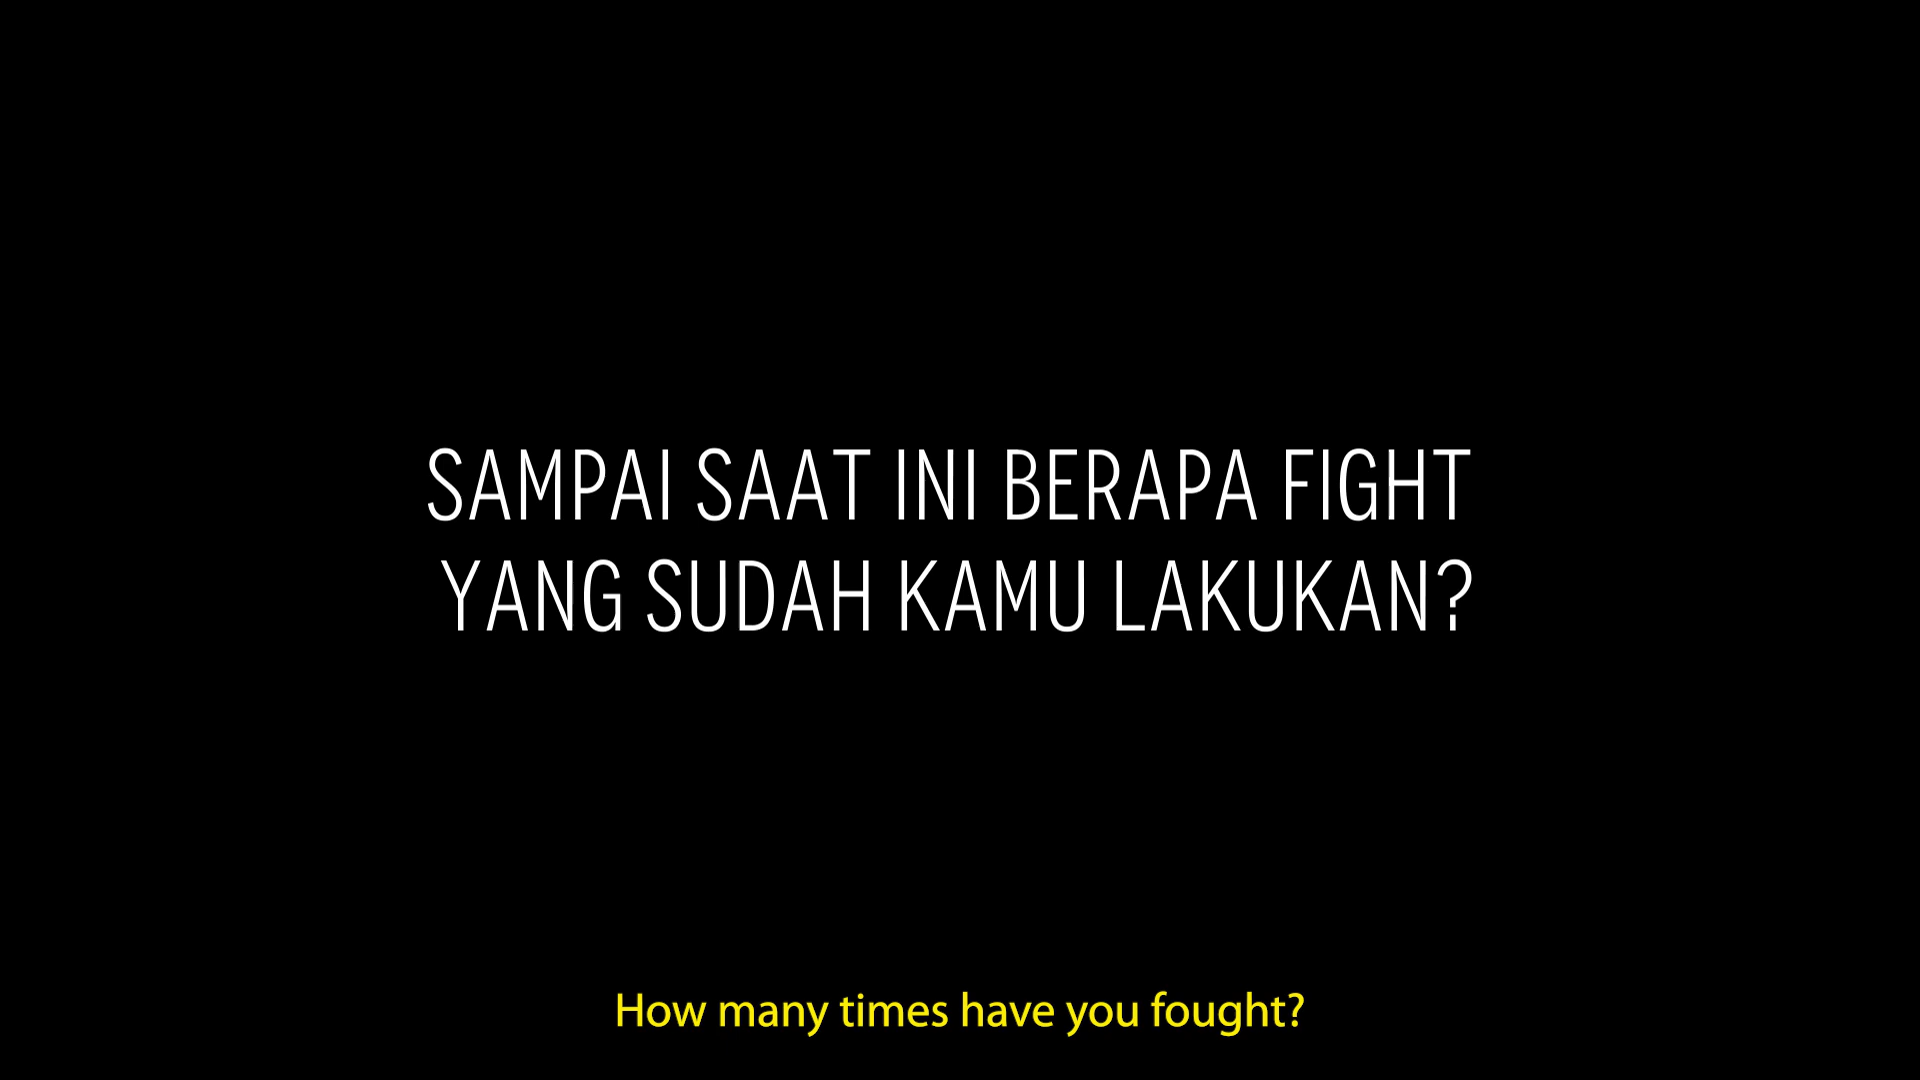 SAMPAI SAAT INI BERAPA FIGHT
YANG SUDAH KAMU LAKUKAN?
How many times have you fought?